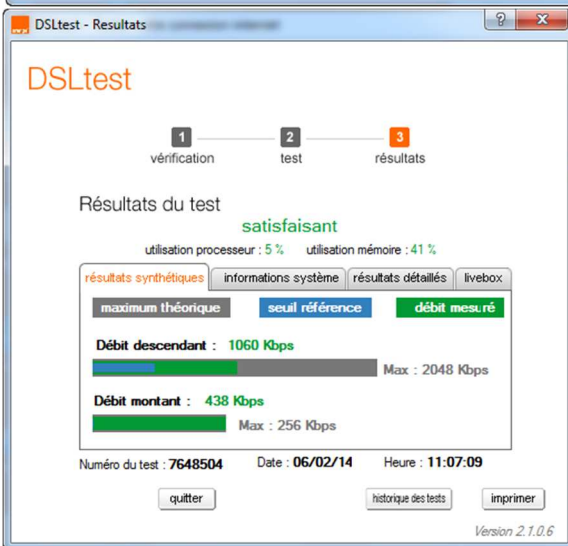 DSLtest - Resultats
DSLtest
1 2 3
vérification test résultats
Résultats du test
satisfaisant
utilisation processeur : 5 % utilisation mémoire : 41 %
résultats synthétiques informations système résultats détaillés livebox
maximum théorique seuil référence débit mesuré
Débit descendant : 1060 Kbps
Max : 2048 Kbps
Débit montant : 438 Kbps
Max : 256 Kbps
Numéro du test : 7648504 Date : 06/02/14 Heure : 11:07:09
quitter historique des tests imprimer
Version 2.1.0.6